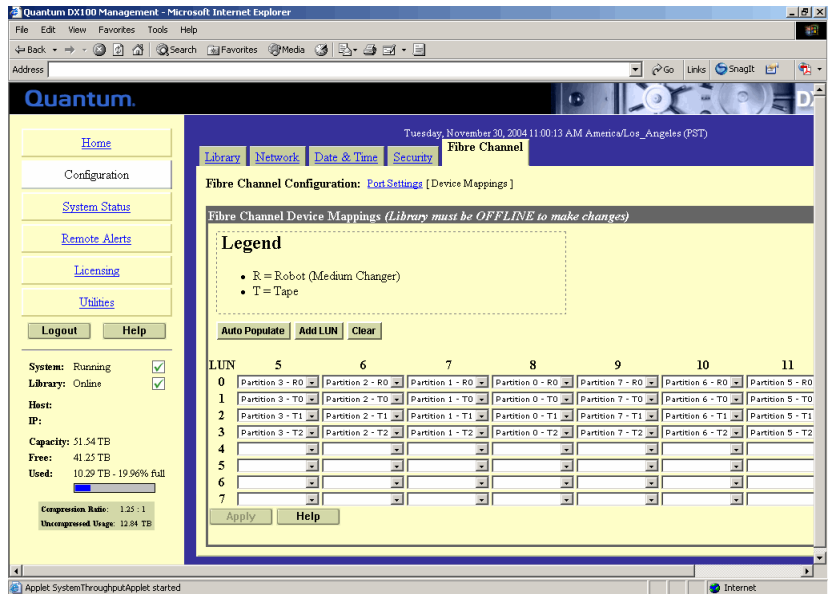 Quantum DX100 Management - Microsoft Internet Explorer
File Edit View Favorites Tools Help
Back Search Favorites Media
Address Go Links SnagIt
Quantum. DX
Tuesday, November 30, 2004 11:00:13 AM America/Los_Angeles (PST)
Home
Configuration
System Status
Remote Alerts
Licensing
Utilities
Logout Help
System: Running
Library: Online
Host:
IP:
Capacity: 51.54 TB
Free: 41.25 TB
Used: 10.29 TB - 19.96% full
Compression Ratio: 1.25 : 1
Uncompressed Usage: 12.84 TB
Library Network Date & Time Security Fibre Channel
Fibre Channel Configuration: Port Settings [ Device Mappings ]
Fibre Channel Device Mappings (Library must be OFFLINE to make changes)
Legend
R = Robot (Medium Changer)
T = Tape
Auto Populate Add LUN Clear
LUN 5 6 7 8 9 10 11
0 Partition 3 - R0 Partition 2 - R0 Partition 1 - R0 Partition 0 - R0 Partition 7 - R0 Partition 6 - R0 Partition 5 - R0
1 Partition 3 - T0 Partition 2 - T0 Partition 1 - T0 Partition 0 - T0 Partition 7 - T0 Partition 6 - T0 Partition 5 - T0
2 Partition 3 - T1 Partition 2 - T1 Partition 1 - T1 Partition 0 - T1 Partition 7 - T1 Partition 6 - T1 Partition 5 - T1
3 Partition 3 - T2 Partition 2 - T2 Partition 1 - T2 Partition 0 - T2 Partition 7 - T2 Partition 6 - T2 Partition 5 - T2
4
5
6
7
Apply Help
Applet SystemThroughputApplet started Internet